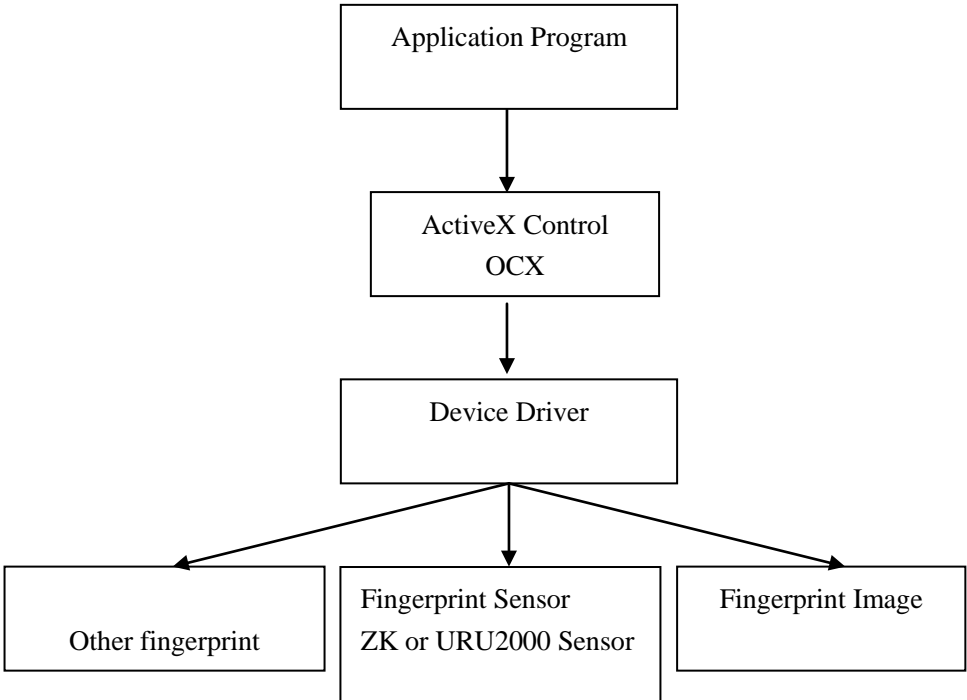 Application Program
ActiveX Control
OCX
Device Driver
Other fingerprint
Fingerprint Sensor
ZK or URU2000 Sensor
Fingerprint Image